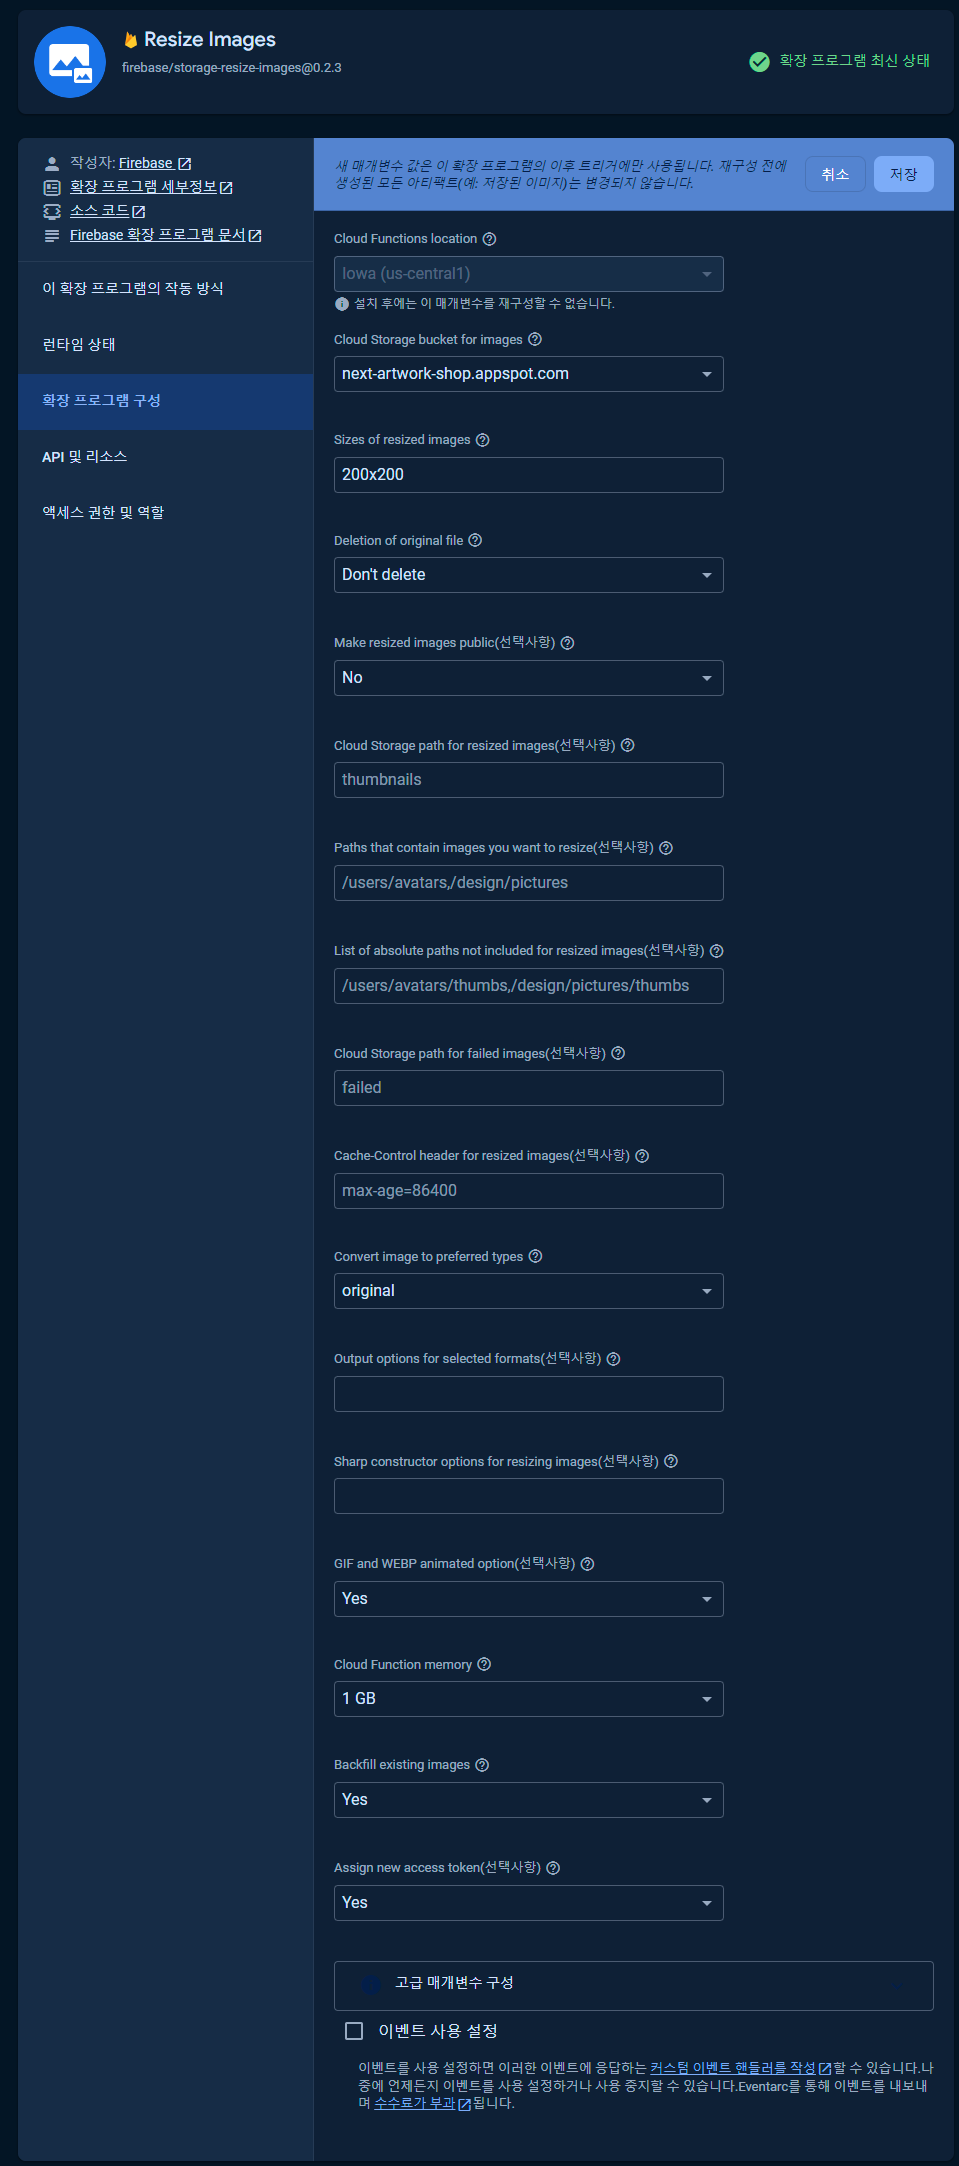 Resize Images
firebase/storage-resize-images@0.2.3
확장 프로그램 최신 상태
작성자: Firebase
확장 프로그램 세부정보
소스 코드
Firebase 확장 프로그램 문서
이 확장 프로그램의 작동 방식
런타임 상태
확장 프로그램 구성
API 및 리소스
액세스 권한 및 역할
새 매개변수 값은 이 확장 프로그램의 이후 트리거에만 사용됩니다. 재구성 전에
생성된 모든 아티팩트(예: 저장된 이미지)는 변경되지 않습니다.
취소
저장
Cloud Functions location
Iowa (us-central1)
설치 후에는 이 매개변수를 재구성할 수 없습니다.
Cloud Storage bucket for images
next-artwork-shop.appspot.com
Sizes of resized images
200x200
Deletion of original file
Don't delete
Make resized images public(선택사항)
No
Cloud Storage path for resized images(선택사항)
thumbnails
Paths that contain images you want to resize(선택사항)
/users/avatars,/design/pictures
List of absolute paths not included for resized images(선택사항)
/users/avatars/thumbs,/design/pictures/thumbs
Cloud Storage path for failed images(선택사항)
failed
Cache-Control header for resized images(선택사항)
max-age=86400
Convert image to preferred types
original
Output options for selected formats(선택사항)
Sharp constructor options for resizing images(선택사항)
GIF and WEBP animated option(선택사항)
Yes
Cloud Function memory
1 GB
Backfill existing images
Yes
Assign new access token(선택사항)
Yes
고급 매개변수 구성
이벤트 사용 설정
이벤트를 사용 설정하면 이러한 이벤트에 응답하는 커스텀 이벤트 핸들러를 작성할 수 있습니다.나
중에 언제든지 이벤트를 사용 설정하거나 사용 중지할 수 있습니다.Eventarc를 통해 이벤트를 내보내
며 수수료가 부과됩니다.